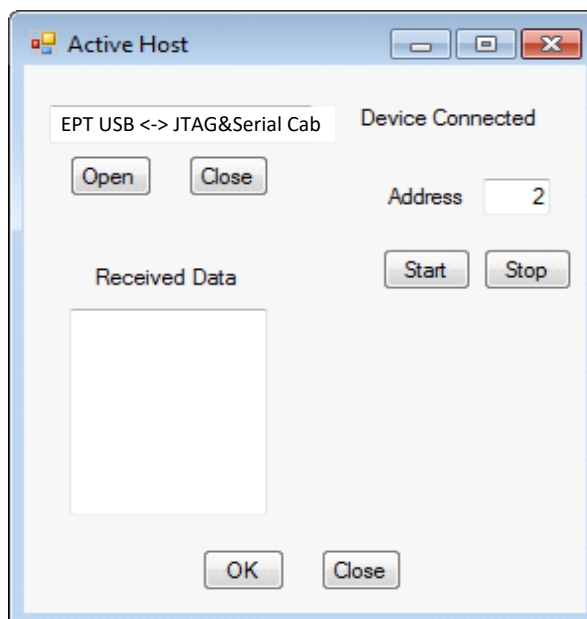 Active Host
EPT USB <-> JTAG&Serial Cab
Device Connected
Open
Close
Address
2
Received Data
Start
Stop
OK
Close